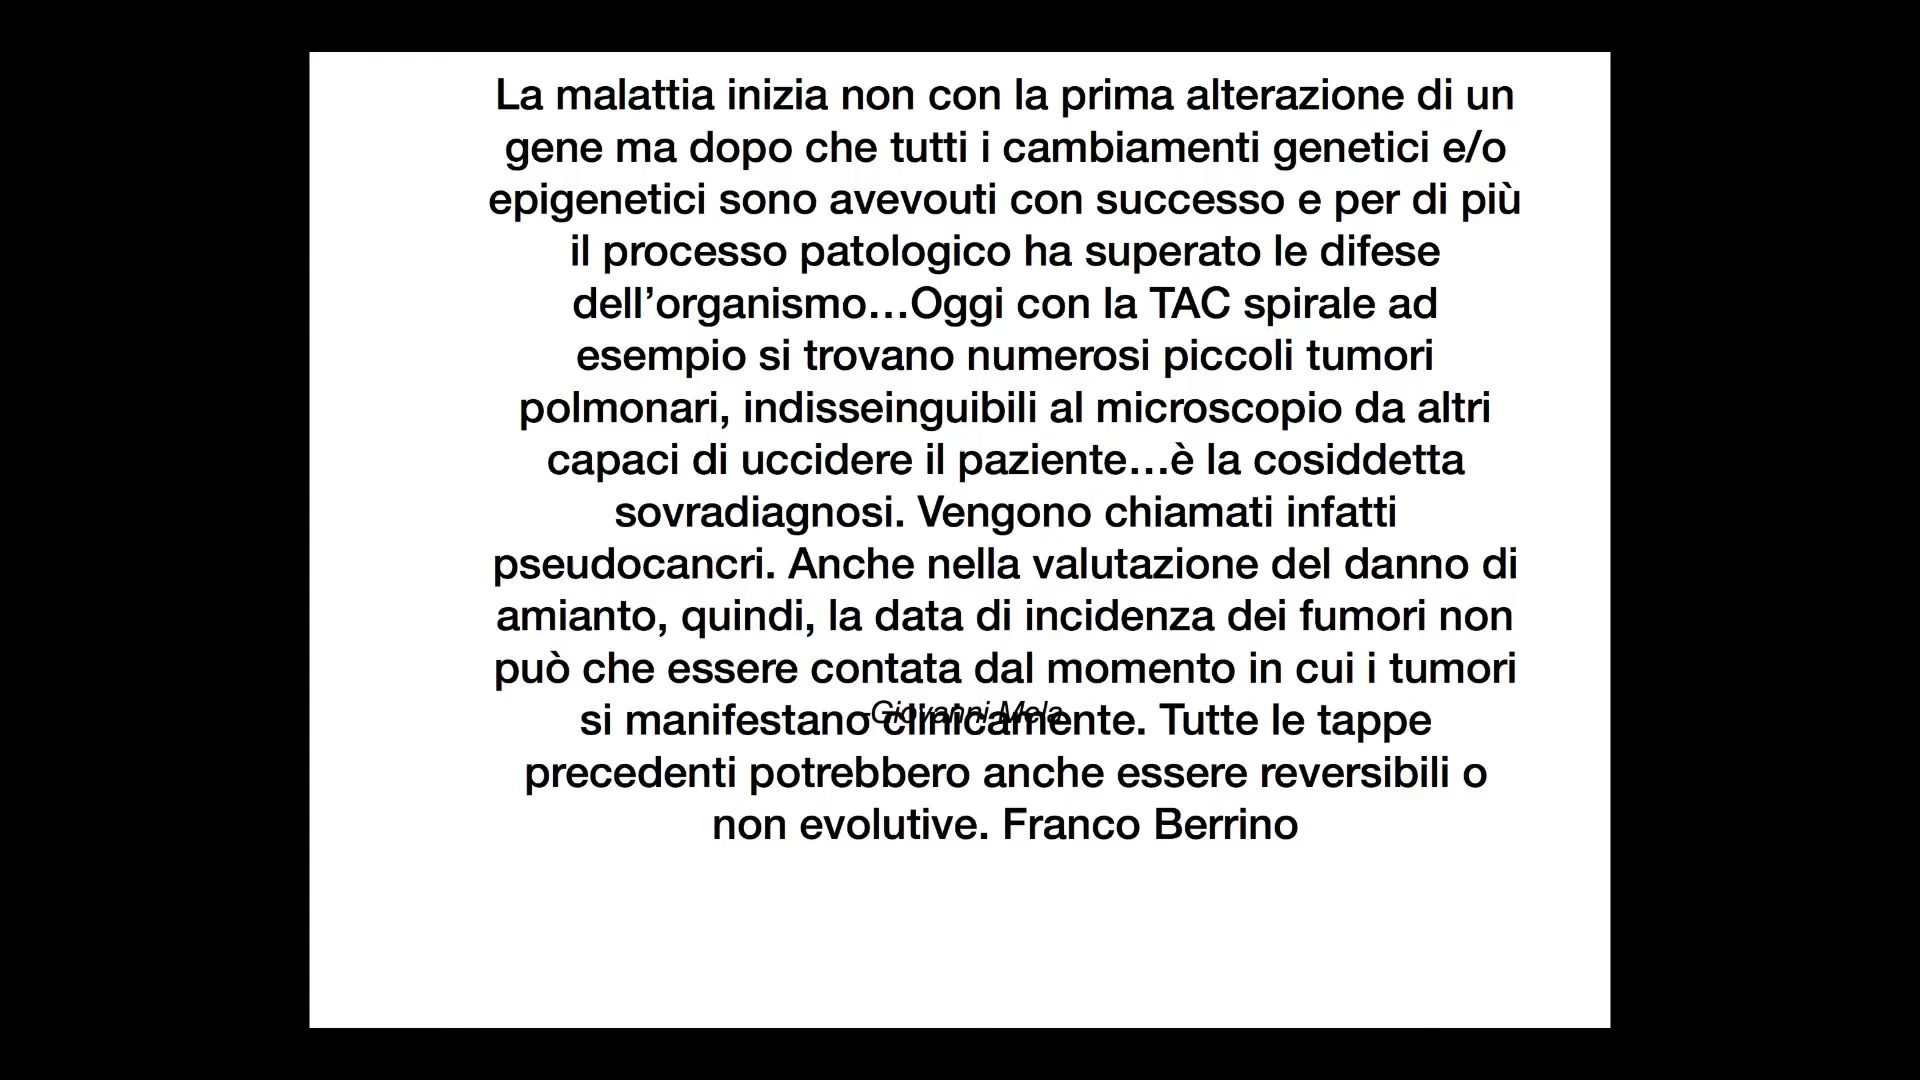 La malattia inizia non con la prima alterazione di un
gene ma dopo che tutti i cambiamenti genetici e/o
epigenetici sono avevouti con successo e per di più
il processo patologico ha superato le difese
dell’organismo…Oggi con la TAC spirale ad
esempio si trovano numerosi piccoli tumori
polmonari, indisseinguibili al microscopio da altri
capaci di uccidere il paziente…è la cosiddetta
sovradiagnosi. Vengono chiamati infatti
pseudocancri. Anche nella valutazione del danno di
amianto, quindi, la data di incidenza dei fumori non
può che essere contata dal momento in cui i tumori
si manifestano clinicamente. Tutte le tappe
–Giovanni Mela
precedenti potrebbero anche essere reversibili o
non evolutive. Franco Berrino